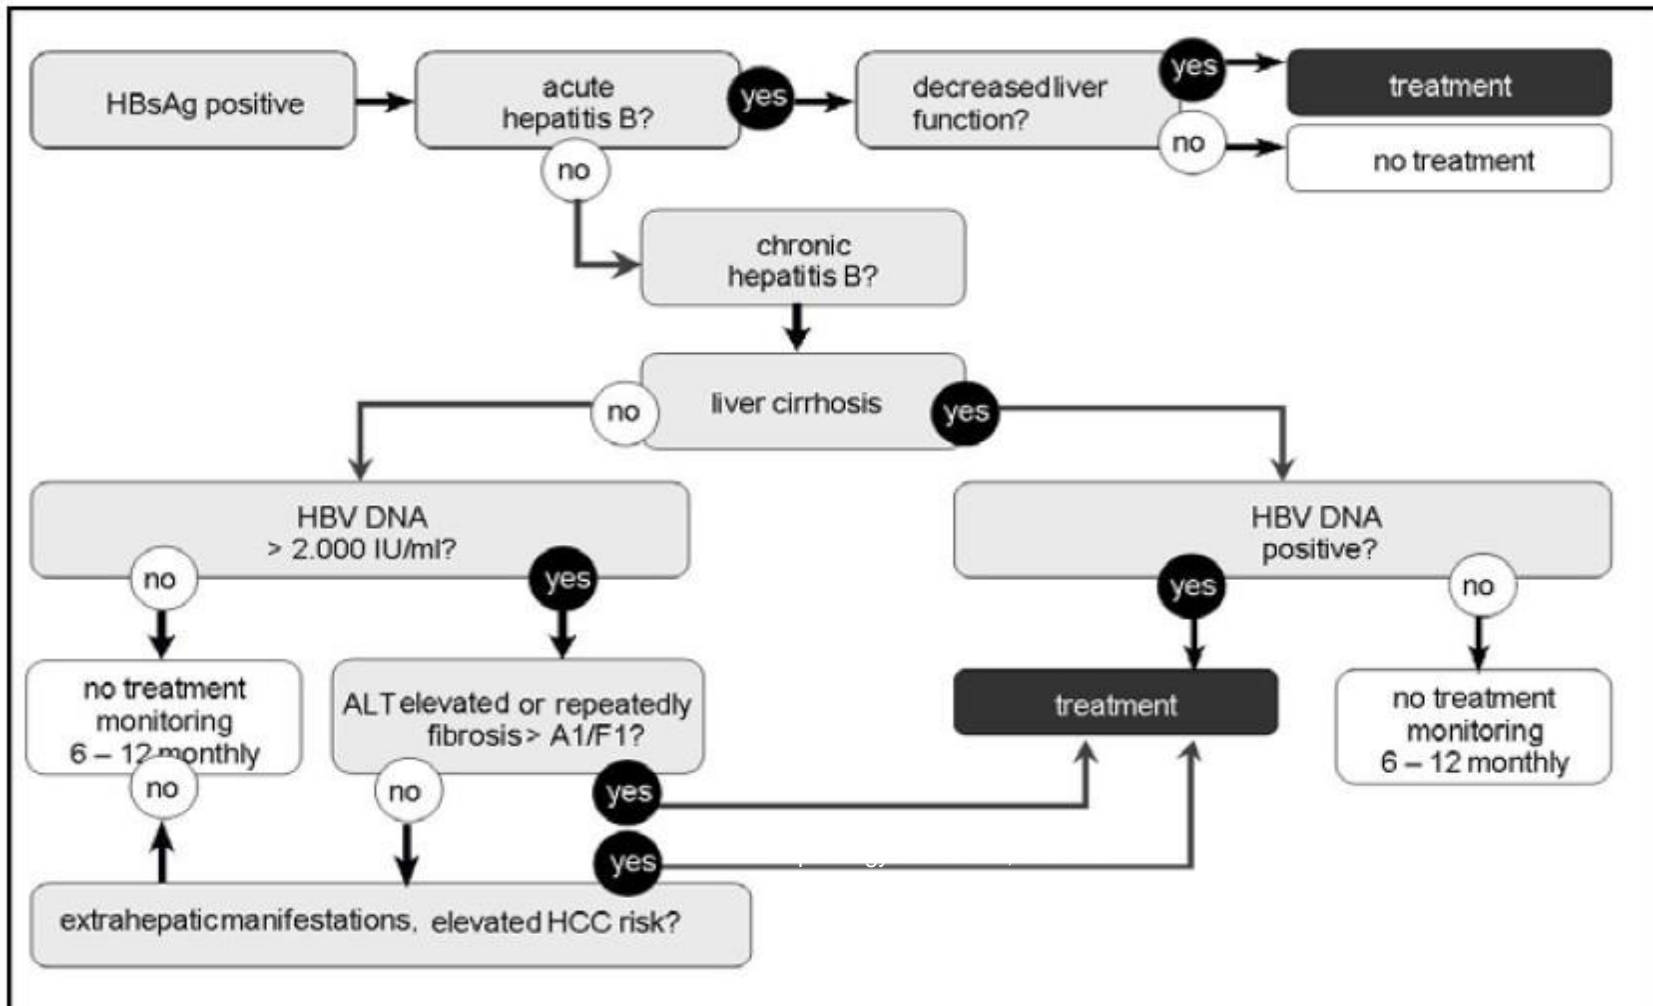 HBsAg positive
acute
hepatitis B?
yes
no
decreased liver
function?
yes
no
treatment
no treatment
chronic
hepatitis B?
liver cirrhosis
no
yes
HBV DNA
> 2.000 IU/ml?
no
yes
HBV DNA
positive?
yes
no
no treatment
monitoring
6 – 12 monthly
no
ALT elevated or repeatedly
fibrosis > A1/F1?
no
yes
yes
treatment
no treatment
monitoring
6 – 12 monthly
extrahepatic manifestations, elevated HCC risk?